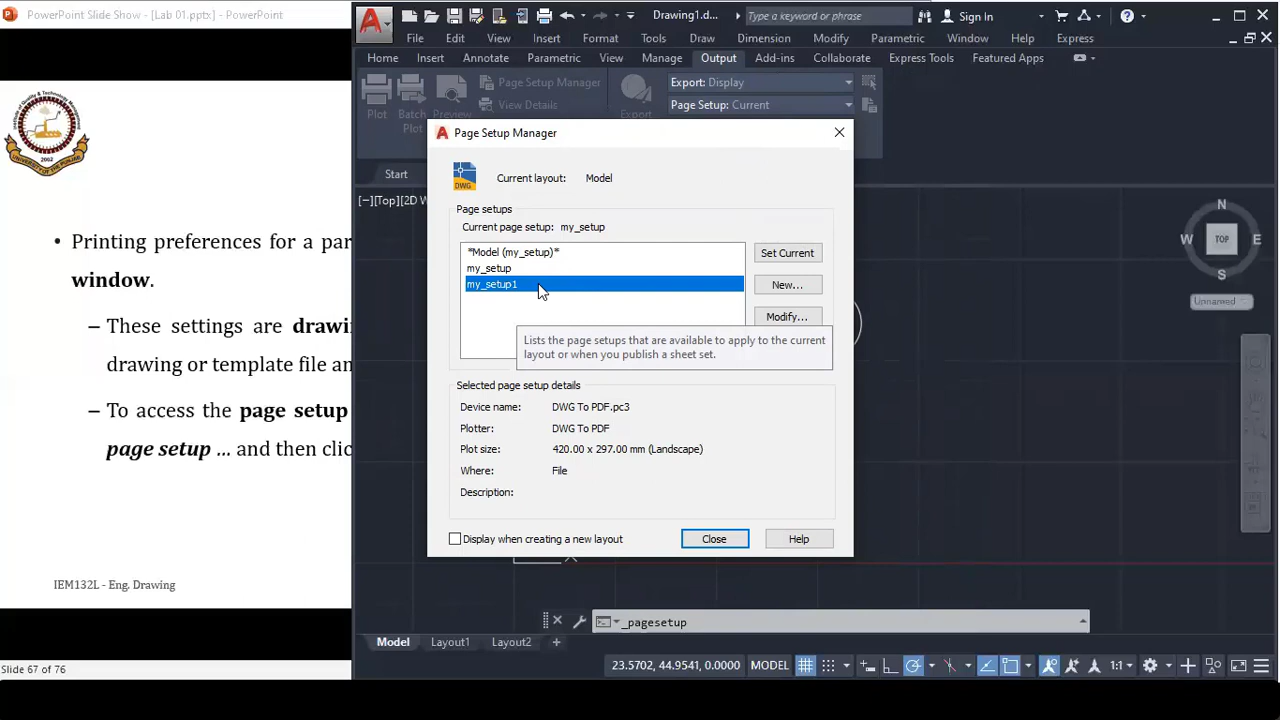 PowerPoint Slide Show - [Lab 01.pptx] - PowerPoint
Drawing1.d...
Type a keyword or phrase
Sign In
File Edit View Insert Format Tools Draw Dimension Modify Parametric Window Help Express
Home Insert Annotate Parametric View Manage Output Add-ins Collaborate Express Tools Featured Apps
Plot
Batch
Plot
Preview
Page Setup Manager
View Details
Export
Export: Display
Page Setup: Current
Start
[−][Top][2D W
Page Setup Manager
DWG
Current layout: Model
Page setups
Current page setup: my_setup
*Model (my_setup)*
my_setup
my_setup1
Set Current
New...
Modify...
Lists the page setups that are available to apply to the current
layout or when you publish a sheet set.
Selected page setup details
Device name: DWG To PDF.pc3
Plotter: DWG To PDF
Plot size: 420.00 x 297.00 mm (Landscape)
Where: File
Description:
Display when creating a new layout
Close
Help
N
W TOP E
S
Unnamed
• Printing preferences for a par
window.
– These settings are drawi
drawing or template file an
– To access the page setup
page setup ... and then clic
IEM132L - Eng. Drawing
Slide 67 of 76
_pagesetup
X
Model Layout1 Layout2 +
23.5702, 44.9541, 0.0000 MODEL 1:1